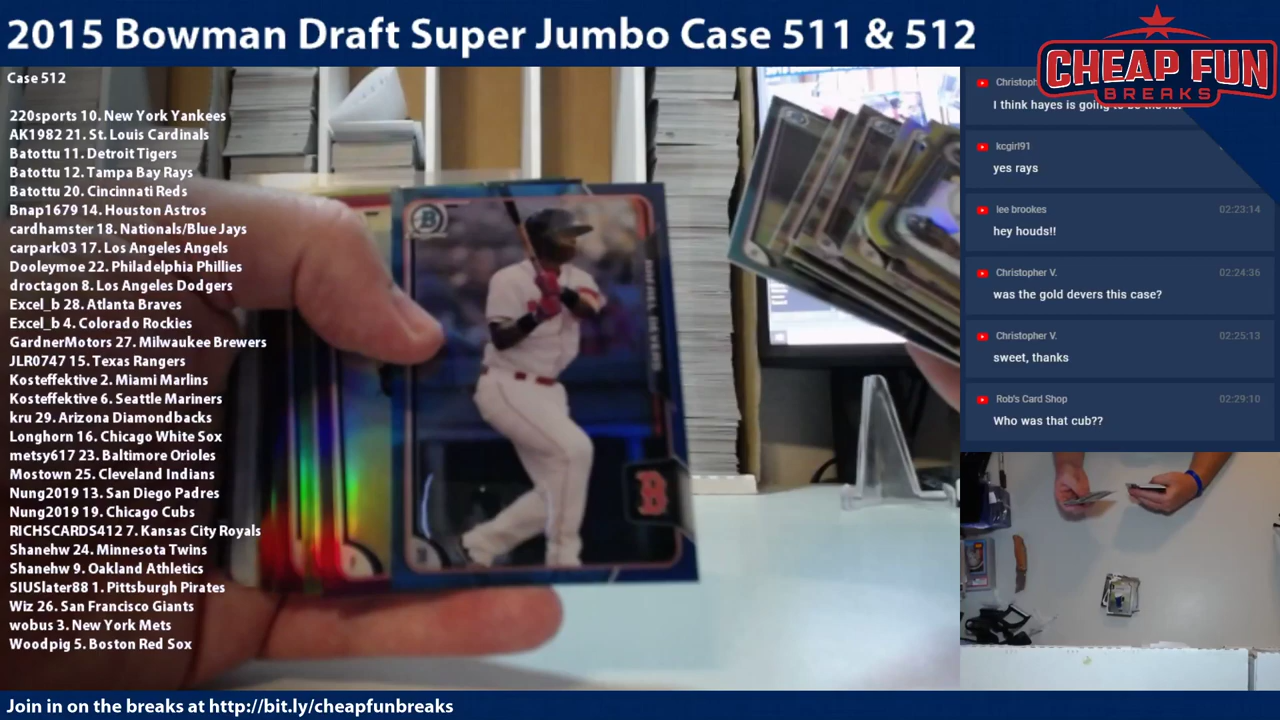 2015 Bowman Draft Super Jumbo Case 511 & 512
CHEAP FUN
BREAKS
Case 512
220sports 10. New York Yankees
AK1982 21. St. Louis Cardinals
Batottu 11. Detroit Tigers
Batottu 12. Tampa Bay Rays
Batottu 20. Cincinnati Reds
Bnap1679 14. Houston Astros
cardhamster 18. Nationals/Blue Jays
carpark03 17. Los Angeles Angels
Dooleymoe 22. Philadelphia Phillies
droctagon 8. Los Angeles Dodgers
Excel_b 28. Atlanta Braves
Excel_b 4. Colorado Rockies
GardnerMotors 27. Milwaukee Brewers
JLR0747 15. Texas Rangers
Kosteffektive 2. Miami Marlins
Kosteffektive 6. Seattle Mariners
kru 29. Arizona Diamondbacks
Longhorn 16. Chicago White Sox
metsy617 23. Baltimore Orioles
Mostown 25. Cleveland Indians
Nung2019 13. San Diego Padres
Nung2019 19. Chicago Cubs
RICHSCARDS412 7. Kansas City Royals
Shanehw 24. Minnesota Twins
Shanehw 9. Oakland Athletics
SIUSlater88 1. Pittsburgh Pirates
Wiz 26. San Francisco Giants
wobus 3. New York Mets
Woodpig 5. Boston Red Sox
B
B
Christoph
I think hayes is going to be the
kcgirl91
yes rays
lee brookes 02:23:14
hey houds!!
Christopher V. 02:24:36
was the gold devers this case?
Christopher V. 02:25:13
sweet, thanks
Rob's Card Shop 02:29:10
Who was that cub??
Join in on the breaks at http://bit.ly/cheapfunbreaks